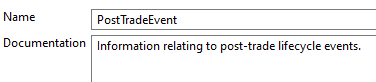 Name PostTradeEvent
Documentation Information relating to post-trade lifecycle events.